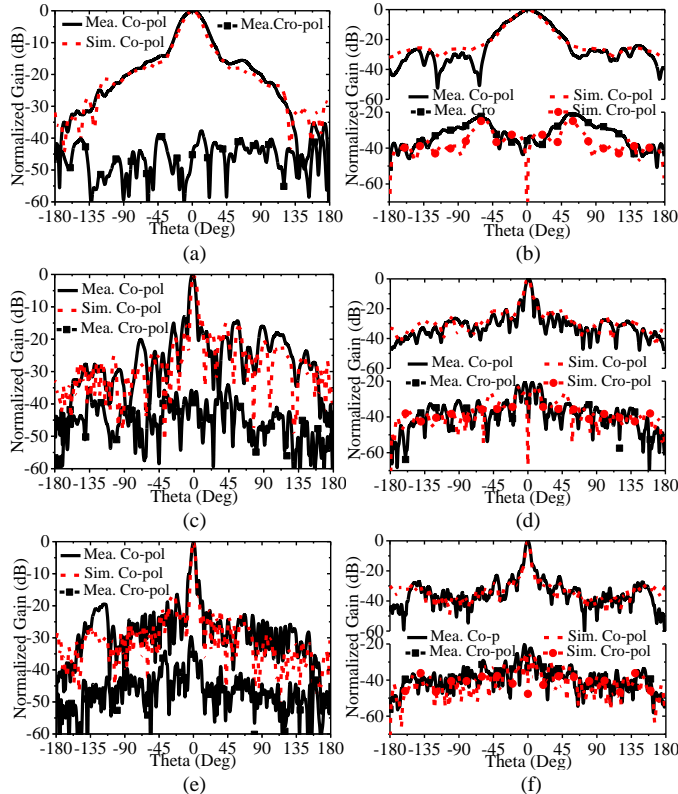 Mea. Co-pol
Mea.Cro-pol
Sim. Co-pol
Normalized Gain (dB)
0
-10
-20
-30
-40
-50
-60
-180 -135 -90 -45 0 45 90 135 180
Theta (Deg)
(a)
Normalized Gain (dB)
0
-20
-40
-60
Mea. Co-pol
Sim. Co-pol
Mea. Cro
Sim. Cro-pol
-20
-40
-60
-180 -135 -90 -45 0 45 90 135 180
Theta (Deg)
(b)
Mea. Co-pol
Sim. Co-pol
Mea. Cro-pol
Normalized Gain (dB)
0
-10
-20
-30
-40
-50
-60
-180 -135 -90 -45 0 45 90 135 180
Theta (Deg)
(c)
Normalized Gain (dB)
0
-20
-40
-60
Mea. Co-pol
Sim. Co-pol
Mea. Cro-pol
Sim. Cro-pol
-20
-40
-60
-180 -135 -90 -45 0 45 90 135 180
Theta (Deg)
(d)
Mea. Co-pol
Sim. Co-pol
Mea. Cro-pol
Normalized Gain (dB)
0
-10
-20
-30
-40
-50
-60
-180 -135 -90 -45 0 45 90 135 180
Theta (Deg)
(e)
Normalized Gain (dB)
0
-20
-40
-60
Mea. Co-p
Sim. Co-pol
Mea. Cro-pol
Sim. Cro-pol
-20
-40
-60
-180 -135 -90 -45 0 45 90 135 180
Theta (Deg)
(f)